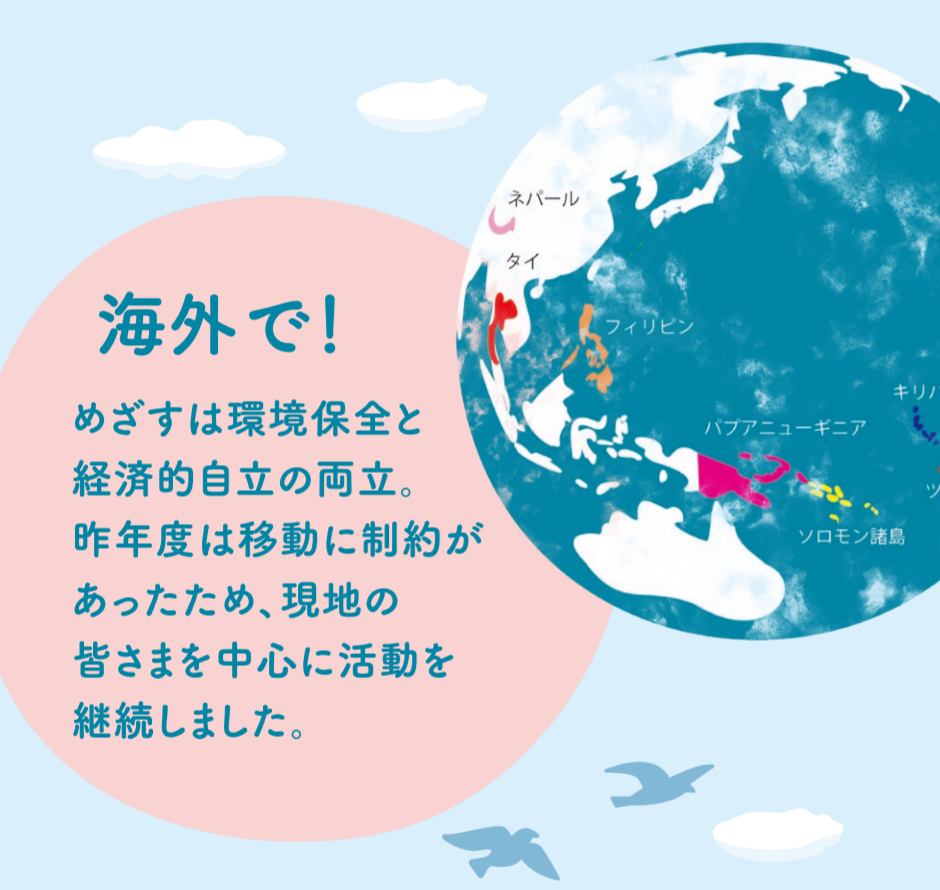 海外で!
めざすは環境保全と
経済的自立の両立。
昨年度は移動に制約が
あったため、現地の
皆さまを中心に活動を
継続しました。
ネパール
タイ
フィリピン
キリバ
パプアニューギニア
ツ
ソロモン諸島